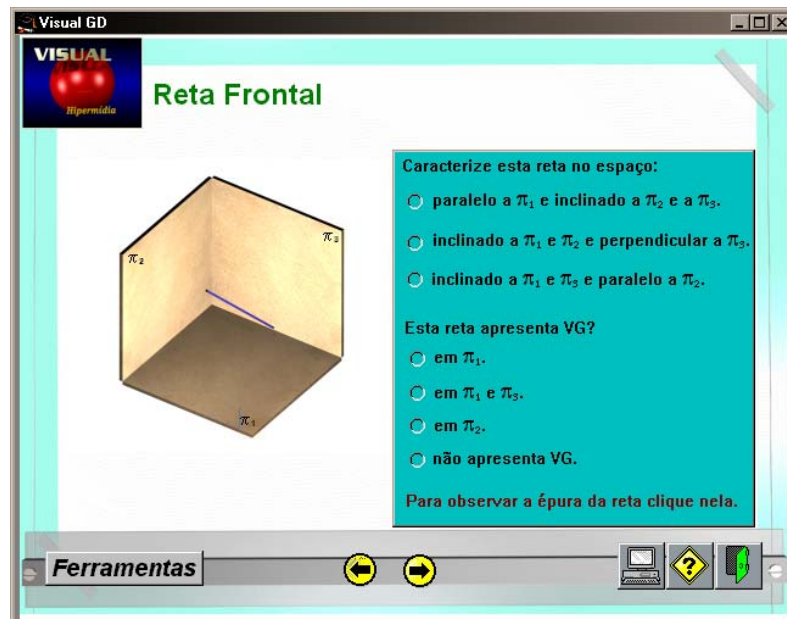 Visual GD
VISUAL
Hipermídia
Reta Frontal
π₂
π₃
π₁
Caracterize esta reta no espaço:
paralelo a π₁ e inclinado a π₂ e a π₃.
inclinado a π₁ e π₂ e perpendicular a π₃.
inclinado a π₁ e π₃ e paralelo a π₂.
Esta reta apresenta VG?
em π₁.
em π₁ e π₃.
em π₂.
não apresenta VG.
Para observar a épura da reta clique nela.
Ferramentas
?